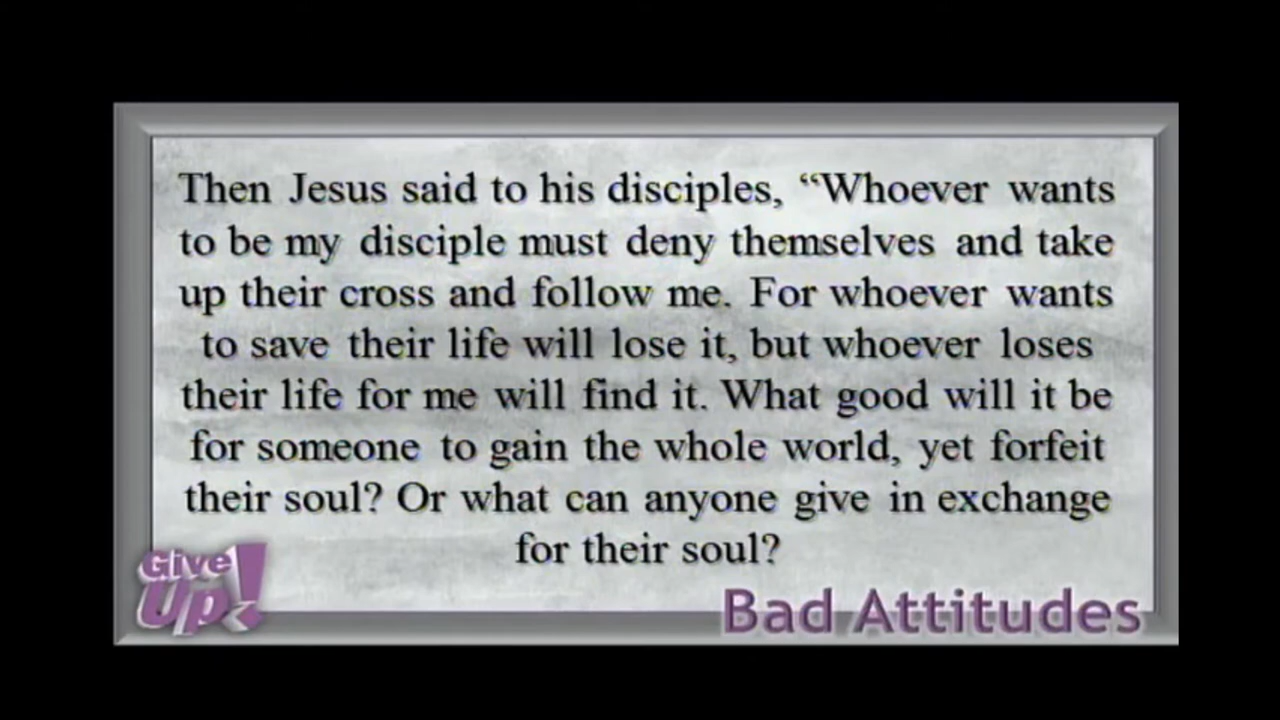 Then Jesus said to his disciples, “Whoever wants
to be my disciple must deny themselves and take
up their cross and follow me. For whoever wants
to save their life will lose it, but whoever loses
their life for me will find it. What good will it be
for someone to gain the whole world, yet forfeit
their soul? Or what can anyone give in exchange
for their soul?
Give
Up!
Bad Attitudes